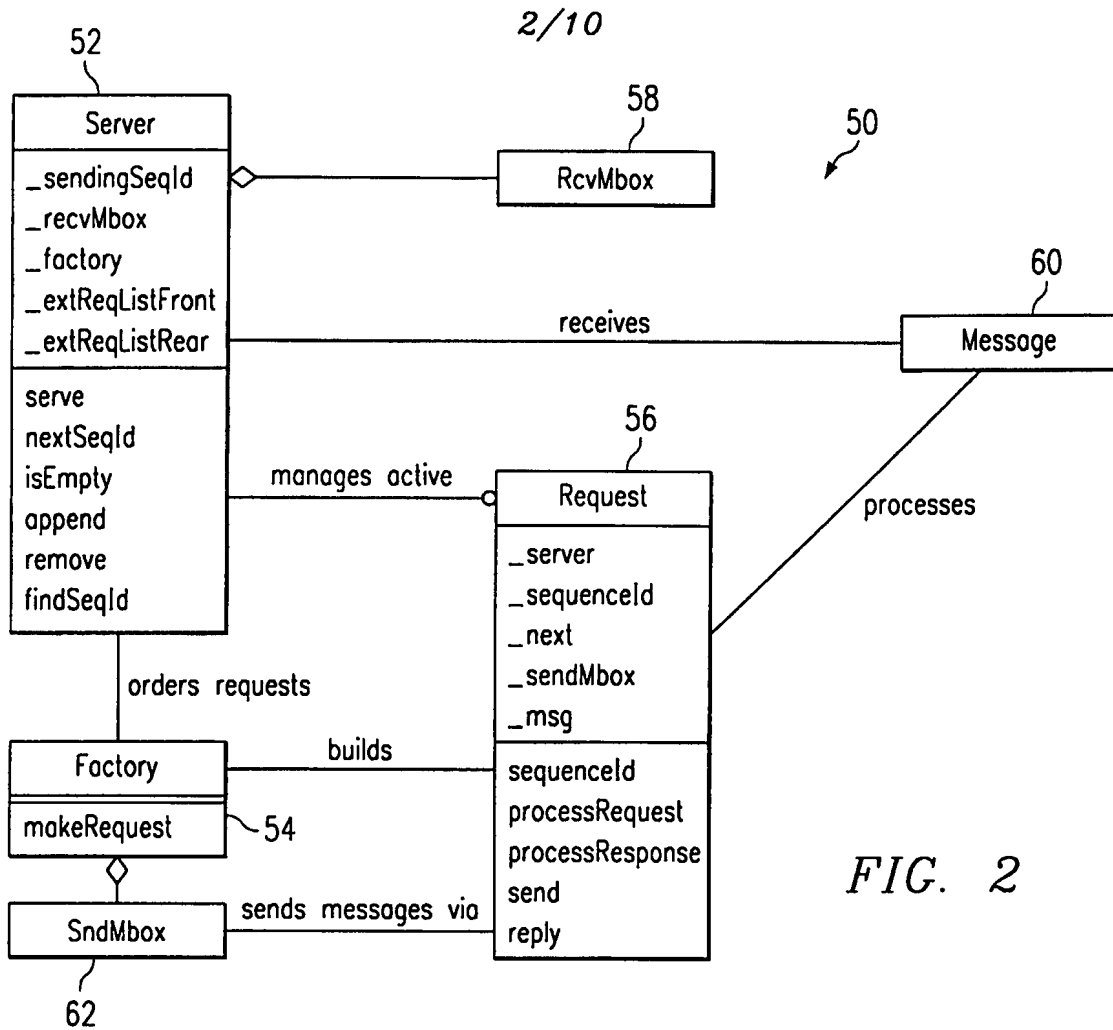 2/10
52
Server
_sendingSeqId
_recvMbox
_factory
_extReqListFront
_extReqListRear
serve
nextSeqId
isEmpty
append
remove
findSeqId
58
RcvMbox
50
60
Message
receives
manages active
56
Request
_server
_sequenceId
_next
_sendMbox
_msg
sequenceId
processRequest
processResponse
send
reply
processes
orders requests
Factory
makeRequest
54
builds
SndMbox
62
sends messages via
FIG. 2